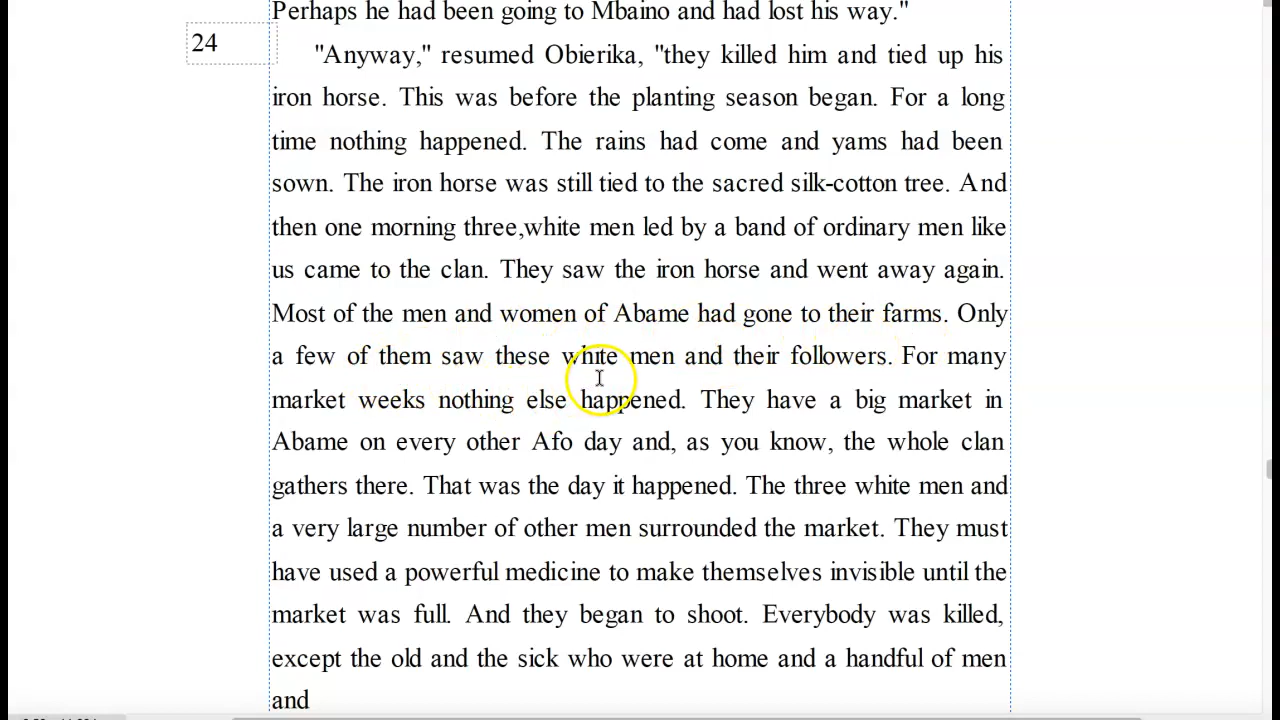 Perhaps he had been going to Mbaino and had lost his way."
24
"Anyway," resumed Obierika, "they killed him and tied up his
iron horse. This was before the planting season began. For a long
time nothing happened. The rains had come and yams had been
sown. The iron horse was still tied to the sacred silk-cotton tree. And
then one morning three,white men led by a band of ordinary men like
us came to the clan. They saw the iron horse and went away again.
Most of the men and women of Abame had gone to their farms. Only
a few of them saw these white men and their followers. For many
market weeks nothing else happened. They have a big market in
Abame on every other Afo day and, as you know, the whole clan
gathers there. That was the day it happened. The three white men and
a very large number of other men surrounded the market. They must
have used a powerful medicine to make themselves invisible until the
market was full. And they began to shoot. Everybody was killed,
except the old and the sick who were at home and a handful of men
and